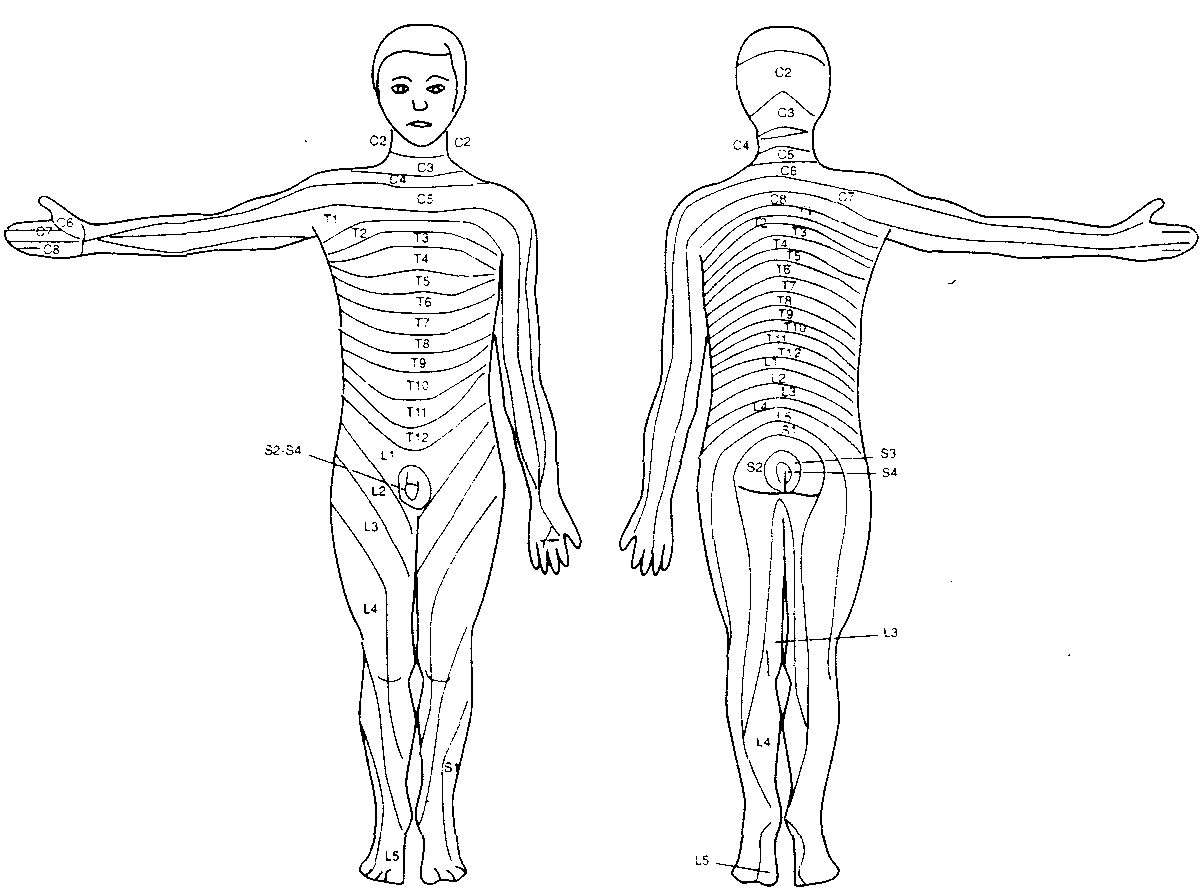 C2 C2
C3
C4
C5
T1
T2
T3
T4
T5
T6
T7
T8
T9
T10
T11
T12
L1
S2-S4
L2
L3
L4
S1
L5
C6
C7
C8
C2
C3
C4
C5
C6
C7
C8
T1
T2
T3
T4
T5
T6
T7
T8
T9
T10
T11
T12
L1
L2
L3
L4
L5
S1
S2
S3
S4
L3
L4
L5